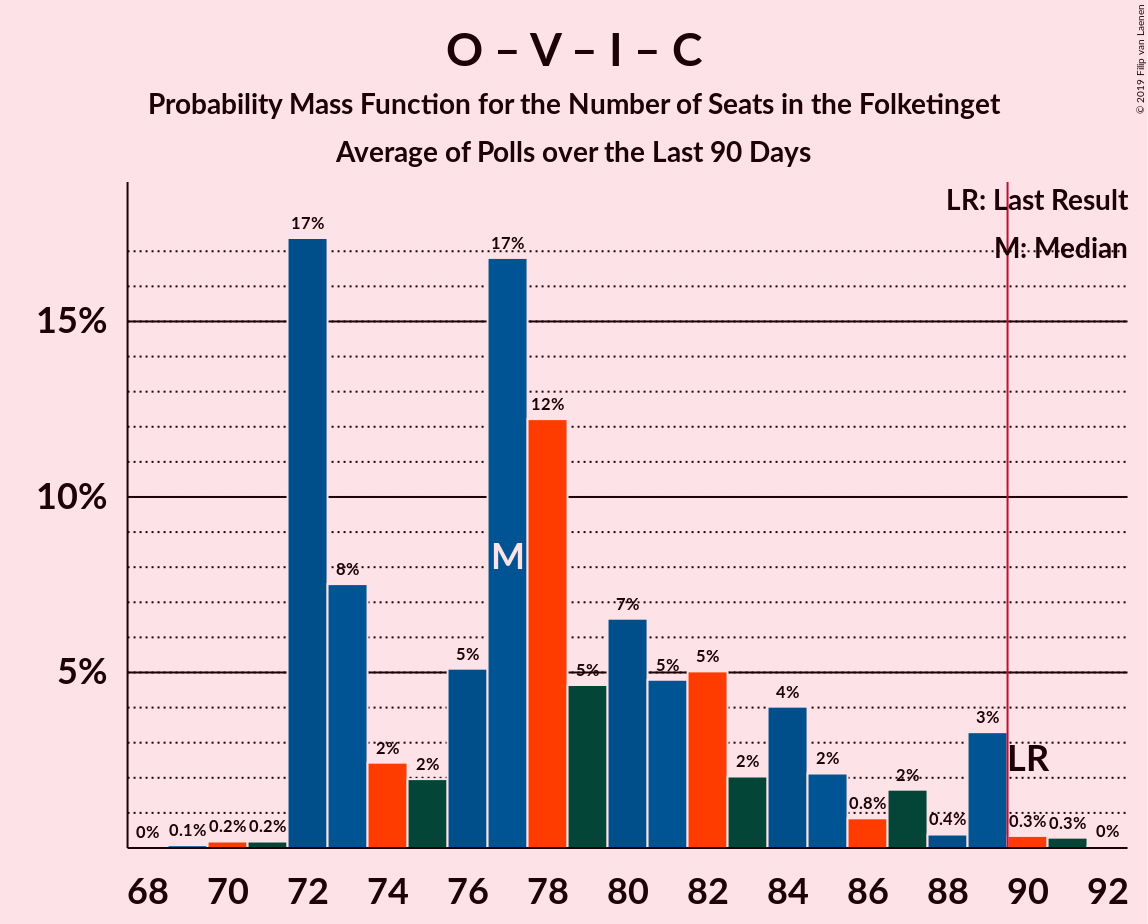 O – V – I – C
Probability Mass Function for the Number of Seats in the Folketinget
Average of Polls over the Last 90 Days
© 2019 Filip van Laenen
LR: Last Result
M: Median
15%
10%
5%
0% 0.1% 0.2% 0.2% 17% 8% 2% 2% 5% 17% 12% 5% 7% 5% 5% 2% 4% 2% 0.8% 2% 0.4% 3% 0.3% 0.3% 0%
M
LR
68 70 72 74 76 78 80 82 84 86 88 90 92